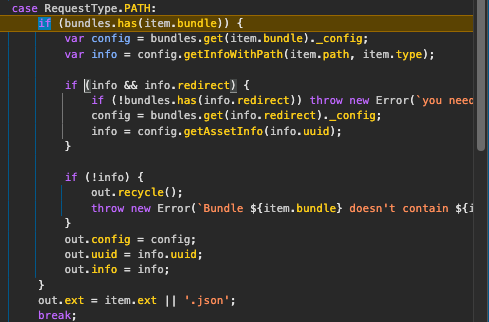 case RequestType.PATH:
if (bundles.has(item.bundle)) {
var config = bundles.get(item.bundle)._config;
var info = config.getInfoWithPath(item.path, item.type);
if (info && info.redirect) {
if (!bundles.has(info.redirect)) throw new Error(`you need
config = bundles.get(info.redirect)._config;
info = config.getAssetInfo(info.uuid);
}
if (!info) {
out.recycle();
throw new Error(`Bundle ${item.bundle} doesn't contain ${i
}
out.config = config;
out.uuid = info.uuid;
out.info = info;
}
out.ext = item.ext || '.json';
break;